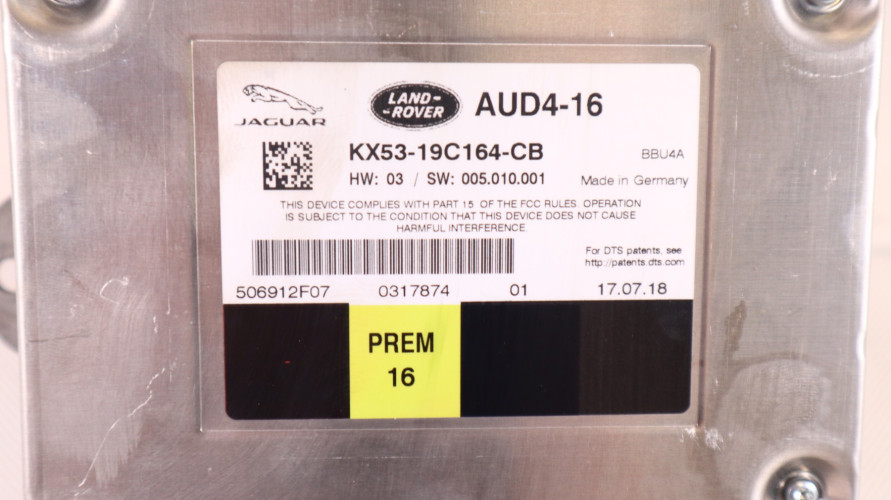 JAGUAR
LAND-
-ROVER
AUD4-16
KX53-19C164-CB
BBU4A
HW: 03 / SW: 005.010.001
Made in Germany
THIS DEVICE COMPLIES WITH PART 15 OF THE FCC RULES. OPERATION
IS SUBJECT TO THE CONDITION THAT THIS DEVICE DOES NOT CAUSE
HARMFUL INTERFERENCE.
For DTS patents, see
http://patents.dts.com
506912F07 0317874 01 17.07.18
PREM
16